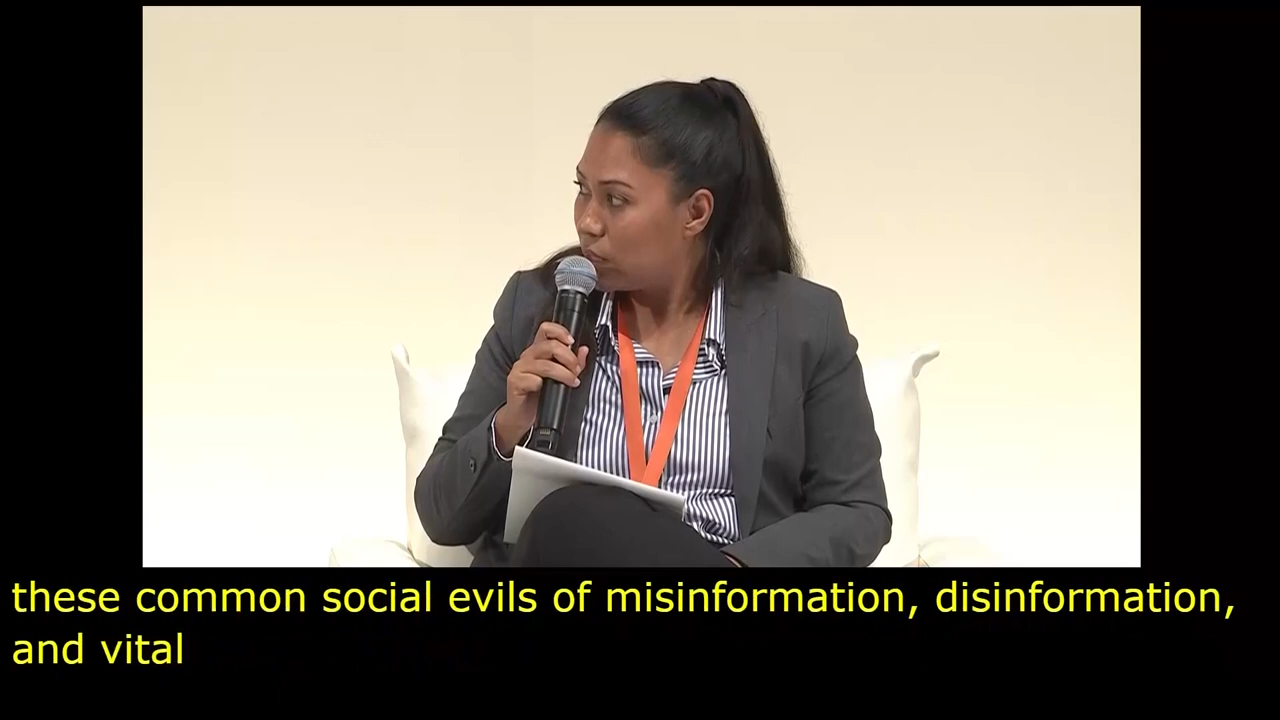 these common social evils of misinformation, disinformation,
and vital